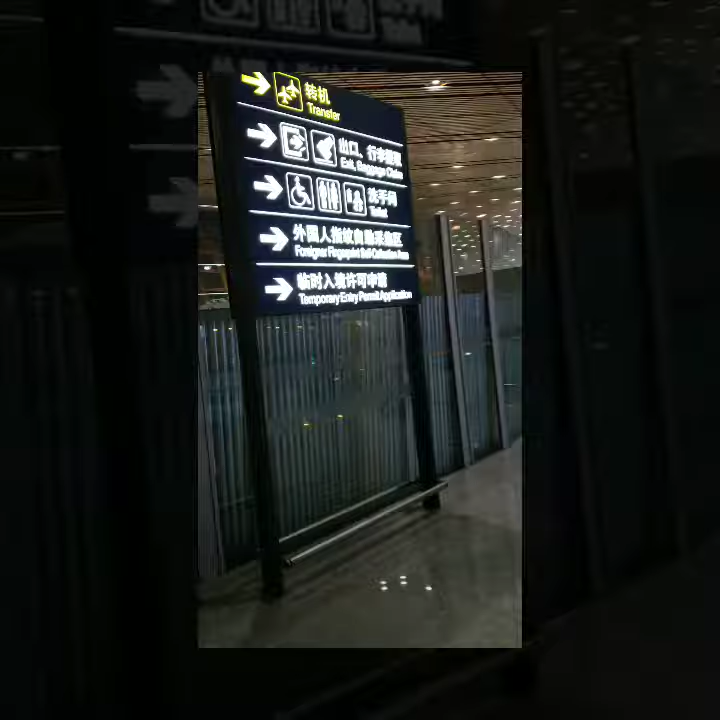 转机
Transfer
出口、行李提取
Exit, Baggage Claim
洗手间
Toilet
外国人指纹自助采集区
Foreigner Fingerprint Self-Collection Area
临时入境许可申请
Temporary Entry Permit Application